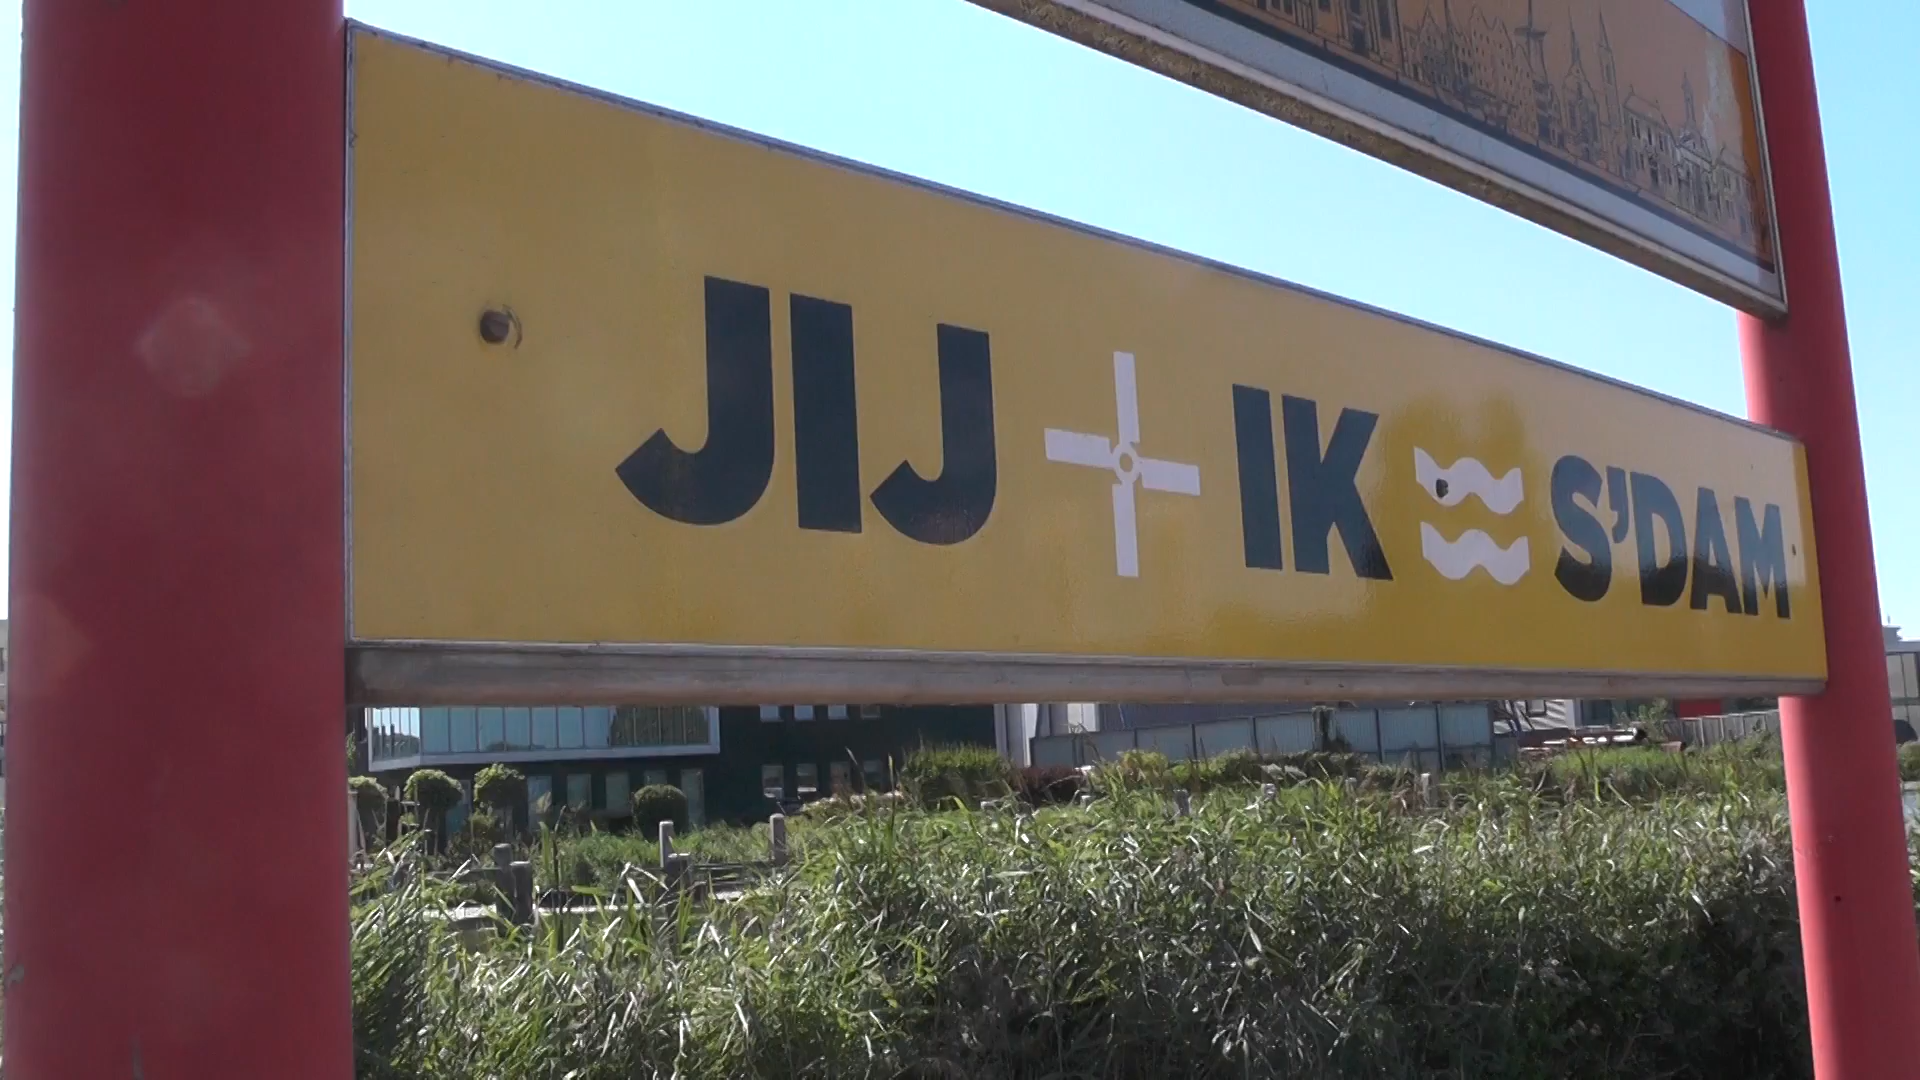 JIJ + IK = S'DAM